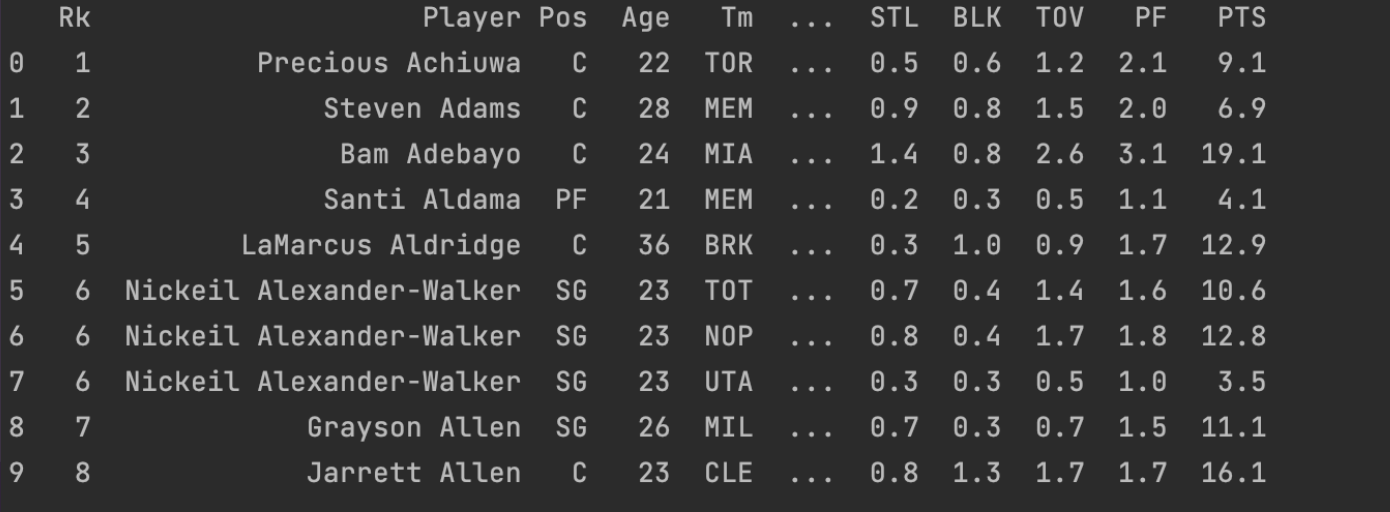 Rk Player Pos Age Tm ... STL BLK TOV PF PTS
0 1 Precious Achiuwa C 22 TOR ... 0.5 0.6 1.2 2.1 9.1
1 2 Steven Adams C 28 MEM ... 0.9 0.8 1.5 2.0 6.9
2 3 Bam Adebayo C 24 MIA ... 1.4 0.8 2.6 3.1 19.1
3 4 Santi Aldama PF 21 MEM ... 0.2 0.3 0.5 1.1 4.1
4 5 LaMarcus Aldridge C 36 BRK ... 0.3 1.0 0.9 1.7 12.9
5 6 Nickeil Alexander-Walker SG 23 TOT ... 0.7 0.4 1.4 1.6 10.6
6 6 Nickeil Alexander-Walker SG 23 NOP ... 0.8 0.4 1.7 1.8 12.8
7 6 Nickeil Alexander-Walker SG 23 UTA ... 0.3 0.3 0.5 1.0 3.5
8 7 Grayson Allen SG 26 MIL ... 0.7 0.3 0.7 1.5 11.1
9 8 Jarrett Allen C 23 CLE ... 0.8 1.3 1.7 1.7 16.1